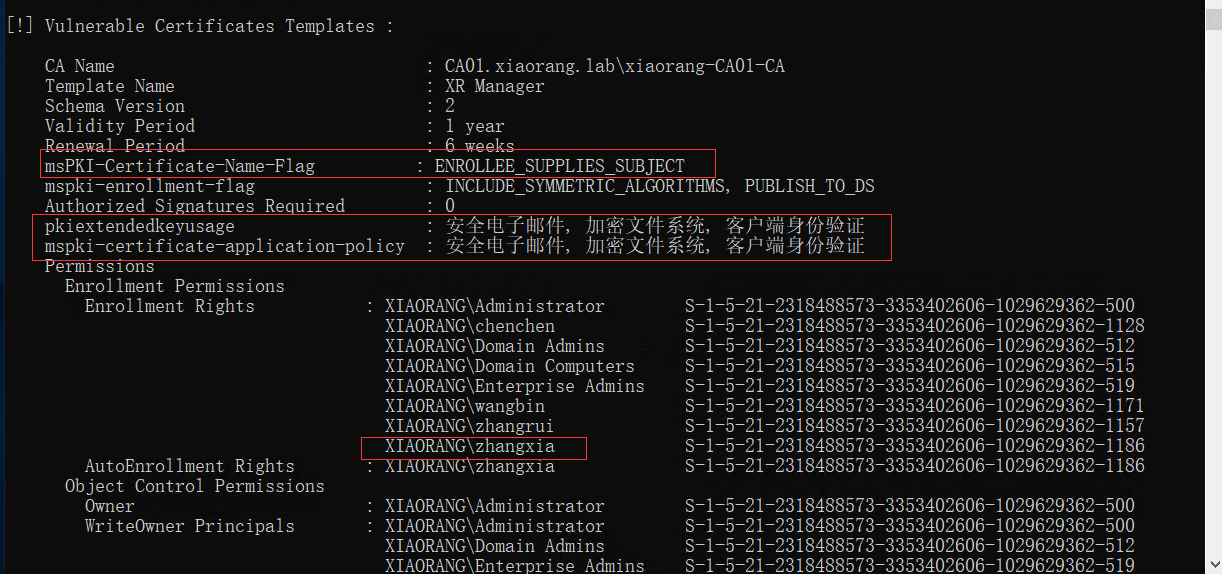 [!] Vulnerable Certificates Templates :
CA Name : CA01.xiaorang.lab\xiaorang-CA01-CA
Template Name : XR Manager
Schema Version : 2
Validity Period : 1 year
Renewal Period : 6 weeks
msPKI-Certificate-Name-Flag : ENROLLEE_SUPPLIES_SUBJECT
mspki-enrollment-flag : INCLUDE_SYMMETRIC_ALGORITHMS, PUBLISH_TO_DS
Authorized Signatures Required : 0
pkiextendedkeyusage : 安全电子邮件, 加密文件系统, 客户端身份验证
mspki-certificate-application-policy : 安全电子邮件, 加密文件系统, 客户端身份验证
Permissions
Enrollment Permissions
Enrollment Rights : XIAORANG\Administrator S-1-5-21-2318488573-3353402606-1029629362-500
XIAORANG\chenchen S-1-5-21-2318488573-3353402606-1029629362-1128
XIAORANG\Domain Admins S-1-5-21-2318488573-3353402606-1029629362-512
XIAORANG\Domain Computers S-1-5-21-2318488573-3353402606-1029629362-515
XIAORANG\Enterprise Admins S-1-5-21-2318488573-3353402606-1029629362-519
XIAORANG\wangbin S-1-5-21-2318488573-3353402606-1029629362-1171
XIAORANG\zhangrui S-1-5-21-2318488573-3353402606-1029629362-1157
XIAORANG\zhangxia S-1-5-21-2318488573-3353402606-1029629362-1186
AutoEnrollment Rights : XIAORANG\zhangxia S-1-5-21-2318488573-3353402606-1029629362-1186
Object Control Permissions
Owner : XIAORANG\Administrator S-1-5-21-2318488573-3353402606-1029629362-500
WriteOwner Principals : XIAORANG\Administrator S-1-5-21-2318488573-3353402606-1029629362-500
XIAORANG\Domain Admins S-1-5-21-2318488573-3353402606-1029629362-512
XIAORANG\Enterprise Admins S-1-5-21-2318488573-3353402606-1029629362-519